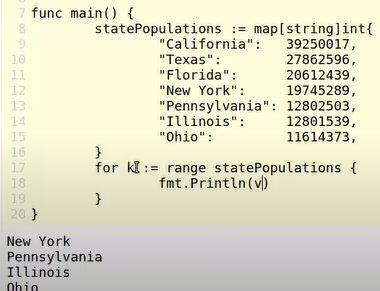 7 func main() {
8 statePopulations := map[string]int{
9 "California": 39250017,
10 "Texas": 27862596,
11 "Florida": 20612439,
12 "New York": 19745289,
13 "Pennsylvania": 12802503,
14 "Illinois": 12801539,
15 "Ohio": 11614373,
16 }
17 for k := range statePopulations {
18 fmt.Println(v)
19 }
20 }
New York
Pennsylvania
Illinois
Ohio